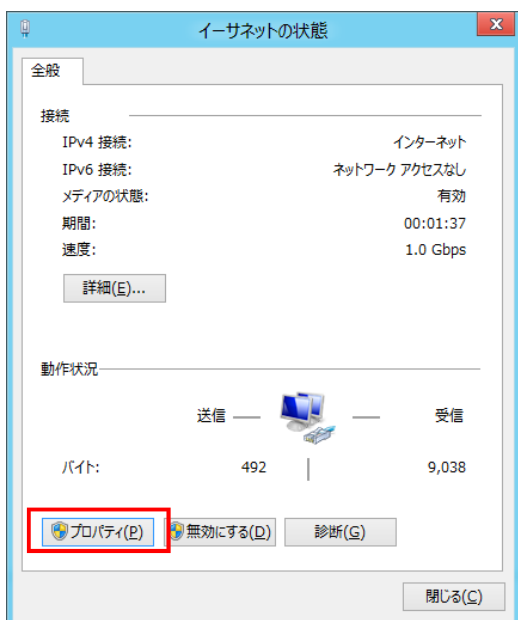 イーサネットの状態
x
全般
接続
IPv4 接続: インターネット
IPv6 接続: ネットワーク アクセスなし
メディアの状態: 有効
期間: 00:01:37
速度: 1.0 Gbps
詳細(E)...
動作状況
送信 受信
バイト: 492 9,038
プロパティ(P) 無効にする(D) 診断(G)
閉じる(C)